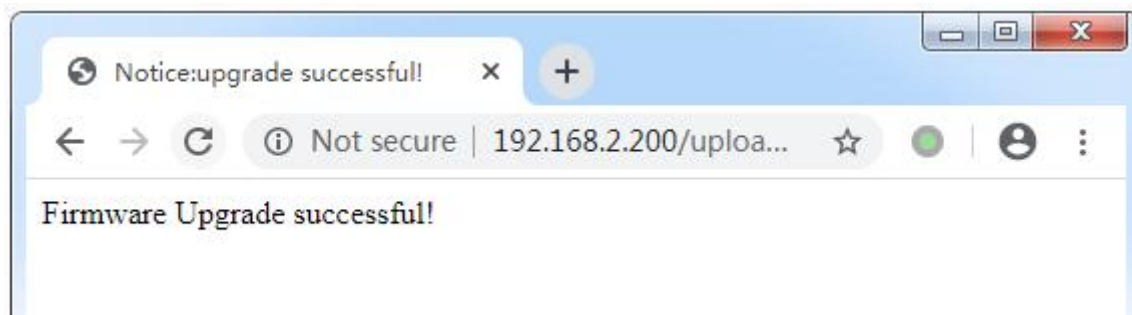 Notice:upgrade successful!
Not secure | 192.168.2.200/uploa...
Firmware Upgrade successful!